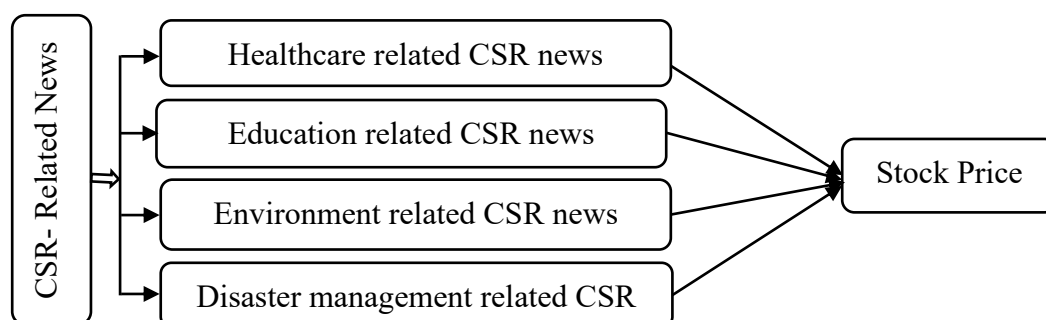 CSR- Related News
Healthcare related CSR news
Education related CSR news
Environment related CSR news
Disaster management related CSR
Stock Price